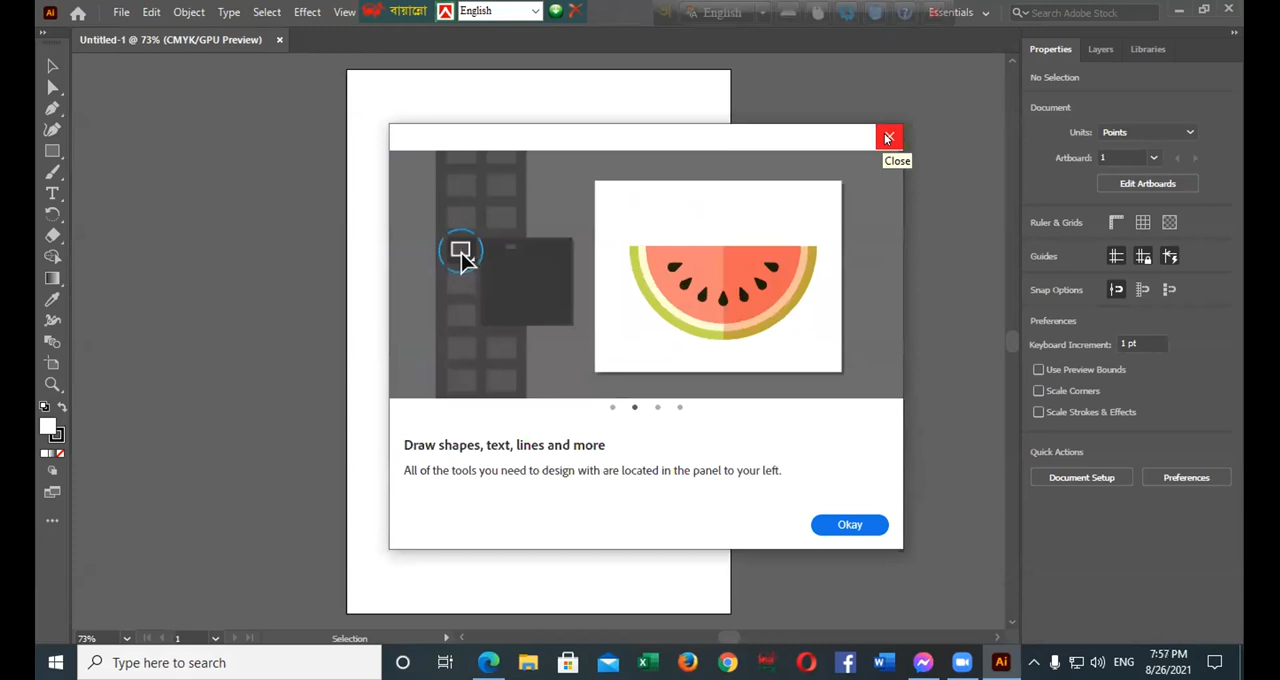 Ai File Edit Object Type Select Effect View বায়ান্নো English English Essentials Search Adobe Stock
Untitled-1 @ 73% (CMYK/GPU Preview)
Properties Layers Libraries
No Selection
Document
Units: Points
Artboard: 1
Edit Artboards
Ruler & Grids
Guides
Snap Options
Preferences
Keyboard Increment: 1 pt
Use Preview Bounds
Scale Corners
Scale Strokes & Effects
Quick Actions
Document Setup Preferences
Close
Draw shapes, text, lines and more
All of the tools you need to design with are located in the panel to your left.
Okay
73% 1 Selection
Type here to search
Ai ENG 7:57 PM
8/26/2021